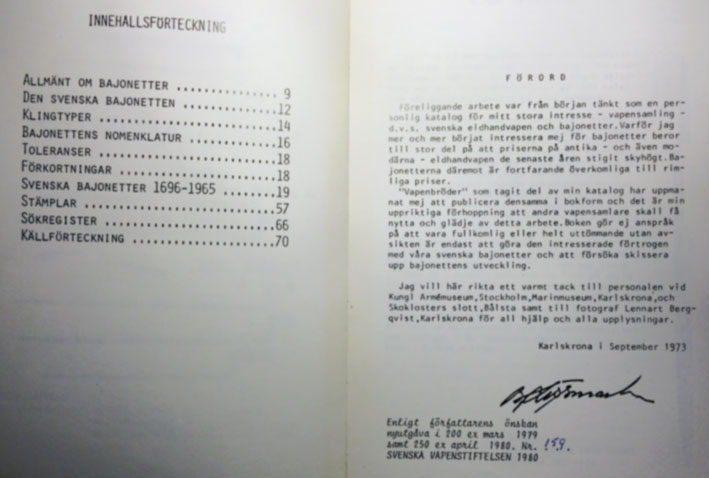 INNEHÅLLSFÖRTECKNING
ALLMÄNT OM BAJONETTER ............... 9
DEN SVENSKA BAJONETTEN ..............12
KLINGTYPER ..........................14
BAJONETTENS NOMENKLATUR .............16
TOLERANSER ..........................18
FÖRKORTNINGAR .......................18
SVENSKA BAJONETTER 1696-1965 ........19
STÄMPLAR ............................57
SÖKREGISTER .........................66
KÄLLFÖRTECKNING .....................70
FÖRORD
Föreliggande arbete var från början tänkt som en per-
sonlig katalog för mitt stora intresse - vapensamling -
d.v.s. svenska eldhandvapen och bajonetter.Varför jag
mer och mer börjat intressera mej för bajonetter beror
till stor del på att priserna på antika - och även mo-
därna - eldhandvapen de senaste åren stigit skyhögt.Ba-
jonetterna däremot är fortfarande överkomliga till rim-
liga priser.
"Vapenbröder" som tagit del av min katalog har uppma-
nat mej att publicera densamma i bokform och det är min
uppriktiga förhoppning att andra vapensamlare skall få
nytta och glädje av detta arbete.Boken gör ej anspråk
på att vara fullkomlig eller helt uttömmande utan av-
sikten är endast att göra den intresserade förtrogen
med våra svenska bajonetter och att försöka skissera
upp bajonettens utveckling.
Jag vill här rikta ett varmt tack till personalen vid
Kungl Armémuseum,Stockholm,Marinmuseum,Karlskrona,och
Skoklosters slott,Bålsta samt till fotograf Lennart Berg-
qvist,Karlskrona för all hjälp och alla upplysningar.
Karlskrona i September 1973
Enligt författarens önskan
nyutgåva i 200 ex mars 1979
samt 250 ex april 1980. Nr. 159.
SVENSKA VAPENSTIFTELSEN 1980